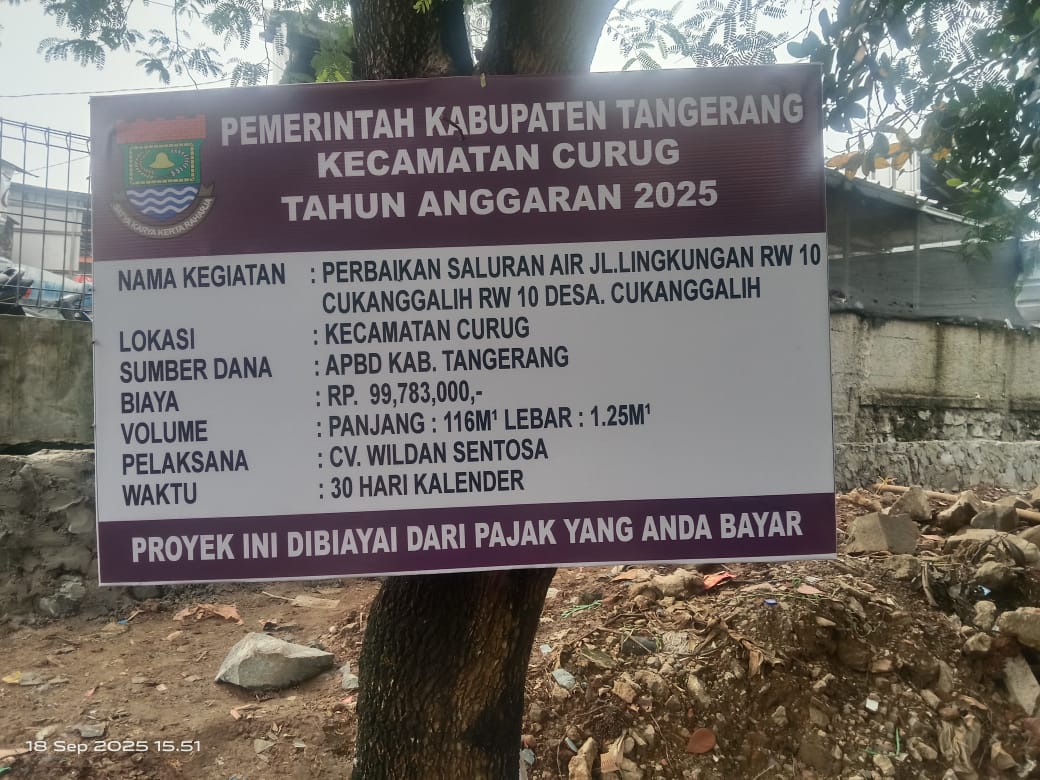 PEMERINTAH KABUPATEN TANGERANG
KECAMATAN CURUG
TAHUN ANGGARAN 2025
NAMA KEGIATAN : PERBAIKAN SALURAN AIR JL.LINGKUNGAN RW 10
CUKANGGALIH RW 10 DESA. CUKANGGALIH
LOKASI : KECAMATAN CURUG
SUMBER DANA : APBD KAB. TANGERANG
BIAYA : RP. 99,783,000,-
VOLUME : PANJANG : 116M¹ LEBAR : 1.25M¹
PELAKSANA : CV. WILDAN SENTOSA
WAKTU : 30 HARI KALENDER
PROYEK INI DIBIAYAI DARI PAJAK YANG ANDA BAYAR
18 Sep 2025 15.51